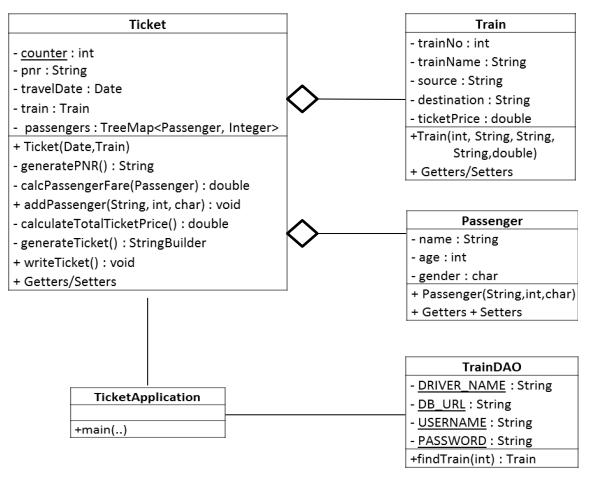 Ticket
- counter : int
- pnr : String
- travelDate : Date
- train : Train
- passengers : TreeMap<Passenger, Integer>
+ Ticket(Date,Train)
- generatePNR() : String
- calcPassengerFare(Passenger) : double
+ addPassenger(String, int, char) : void
- calculateTotalTicketPrice() : double
- generateTicket() : StringBuilder
+ writeTicket() : void
+ Getters/Setters
Train
- trainNo : int
- trainName : String
- source : String
- destination : String
- ticketPrice : double
+Train(int, String, String,
String,double)
+ Getters/Setters
Passenger
- name : String
- age : int
- gender : char
+ Passenger(String,int,char)
+ Getters + Setters
TicketApplication
+main(..)
TrainDAO
- DRIVER_NAME : String
- DB_URL : String
- USERNAME : String
- PASSWORD : String
+findTrain(int) : Train